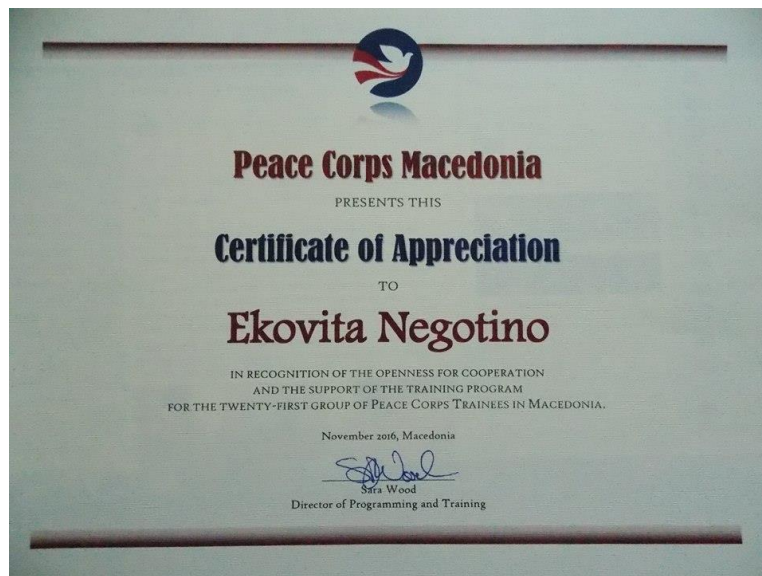 Peace Corps Macedonia
PRESENTS THIS
Certificate of Appreciation
TO
Ekovita Negotino
IN RECOGNITION OF THE OPENNESS FOR COOPERATION
AND THE SUPPORT OF THE TRAINING PROGRAM
FOR THE TWENTY-FIRST GROUP OF PEACE CORPS TRAINEES IN MACEDONIA.
November 2016, Macedonia
Sara Wood
Director of Programming and Training